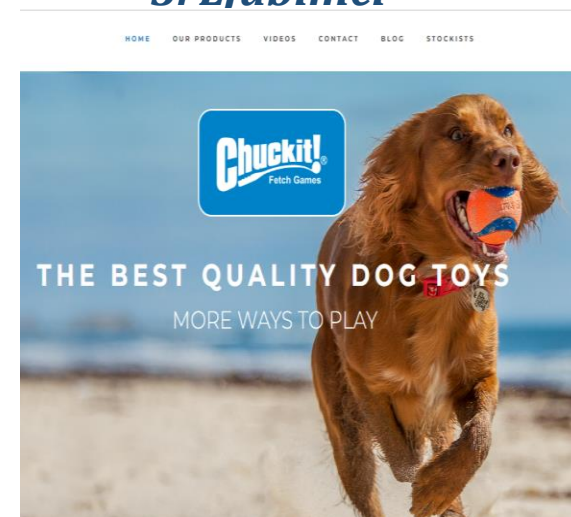 HOME OUR PRODUCTS VIDEOS CONTACT BLOG STOCKISTS
Chuckit!®
Fetch Games
THE BEST QUALITY DOG TOYS
MORE WAYS TO PLAY